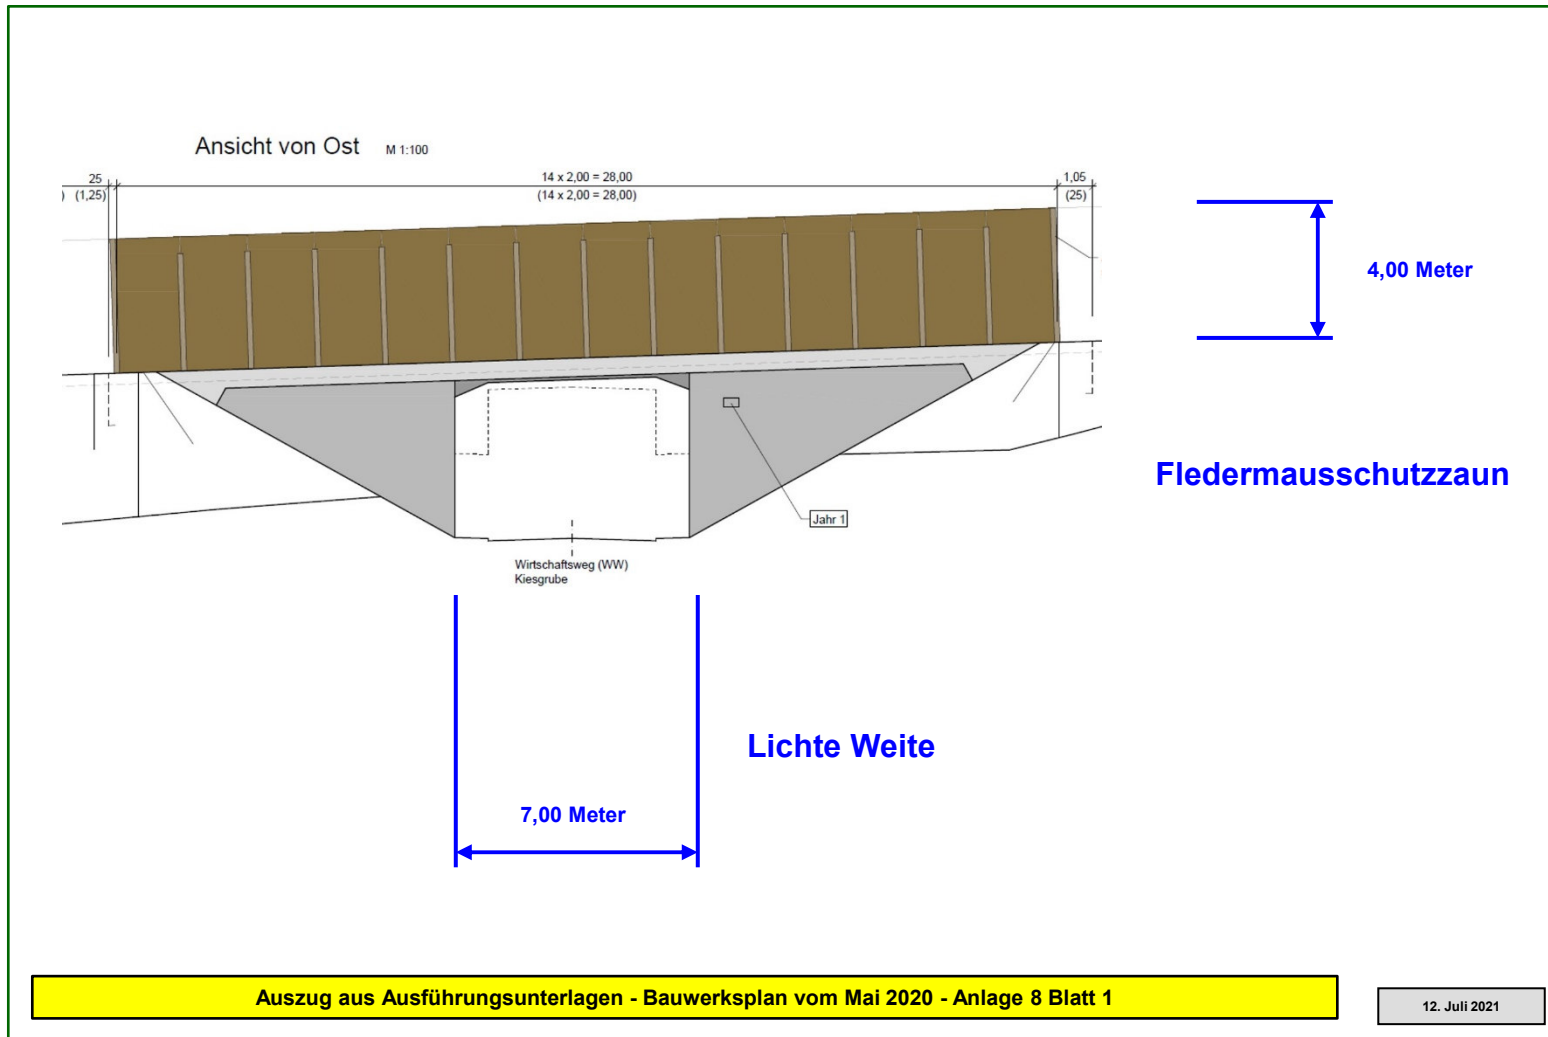 Ansicht von Ost M 1:100
25 14 x 2,00 = 28,00 1,05
) (1,25) (14 x 2,00 = 28,00) (25)
4,00 Meter
Fledermausschutzzaun
Jahr 1
Wirtschaftsweg (WW)
Kiesgrube
Lichte Weite
7,00 Meter
Auszug aus Ausführungsunterlagen - Bauwerksplan vom Mai 2020 - Anlage 8 Blatt 1
12. Juli 2021